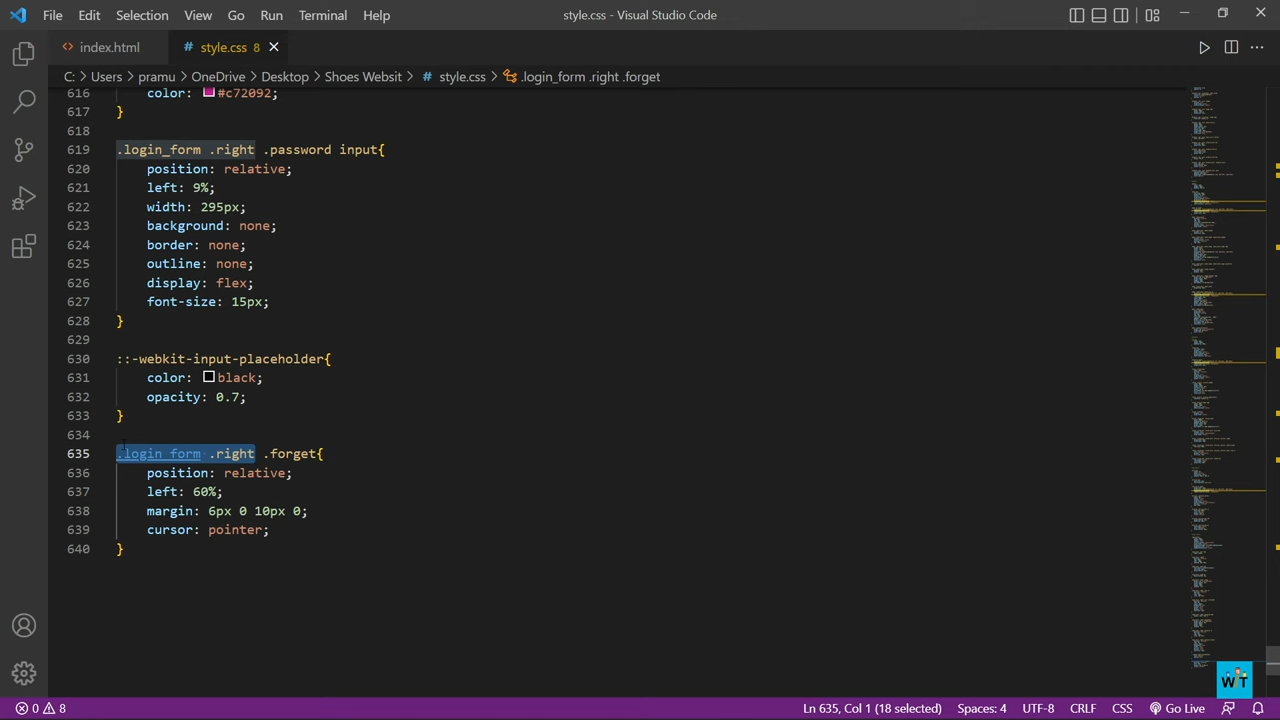 File Edit Selection View Go Run Terminal Help style.css - Visual Studio Code
index.html # style.css 8
C: > Users > pramu > OneDrive > Desktop > Shoes Websit > # style.css > .login_form .right .forget
616 color: #c72092;
617 }
618
619 .login_form .right .password input{
620 position: relative;
621 left: 9%;
622 width: 295px;
623 background: none;
624 border: none;
625 outline: none;
626 display: flex;
627 font-size: 15px;
628 }
629
630 ::-webkit-input-placeholder{
631 color: black;
632 opacity: 0.7;
633 }
634
635 .login_form .right .forget{
636 position: relative;
637 left: 60%;
638 margin: 6px 0 10px 0;
639 cursor: pointer;
640 }
WT
0 8 Ln 635, Col 1 (18 selected) Spaces: 4 UTF-8 CRLF CSS Go Live